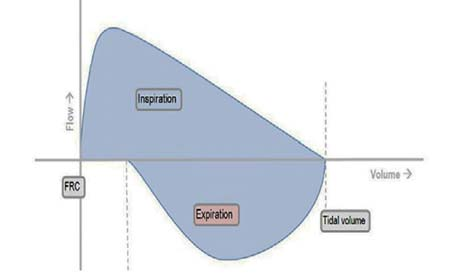 Flow →
Inspiration
FRC
Volume →
Expiration
Tidal volume